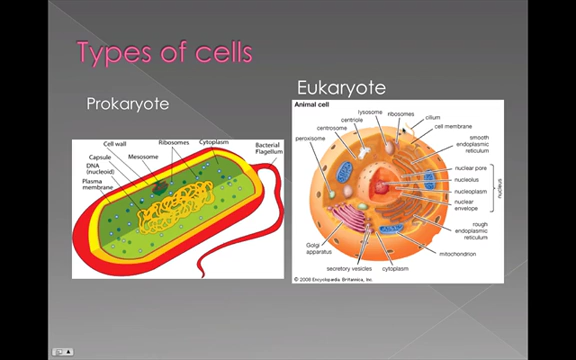 Types of cells
Prokaryote
Eukaryote
Cell wall
Ribosomes
Cytoplasm
Bacterial
Flagellum
Capsule
Mesosome
DNA
(nucleoid)
Plasma
membrane
Animal cell
lysosome
ribosomes
cilium
centriole
cell membrane
centrosome
smooth
endoplasmic
reticulum
peroxisome
nuclear pore
nucleolus
nucleoplasm
nuclear
envelope
nucleus
rough
endoplasmic
reticulum
Golgi
apparatus
mitochondrion
secretory vesicles
cytoplasm
© 2008 Encyclopædia Britannica, Inc.